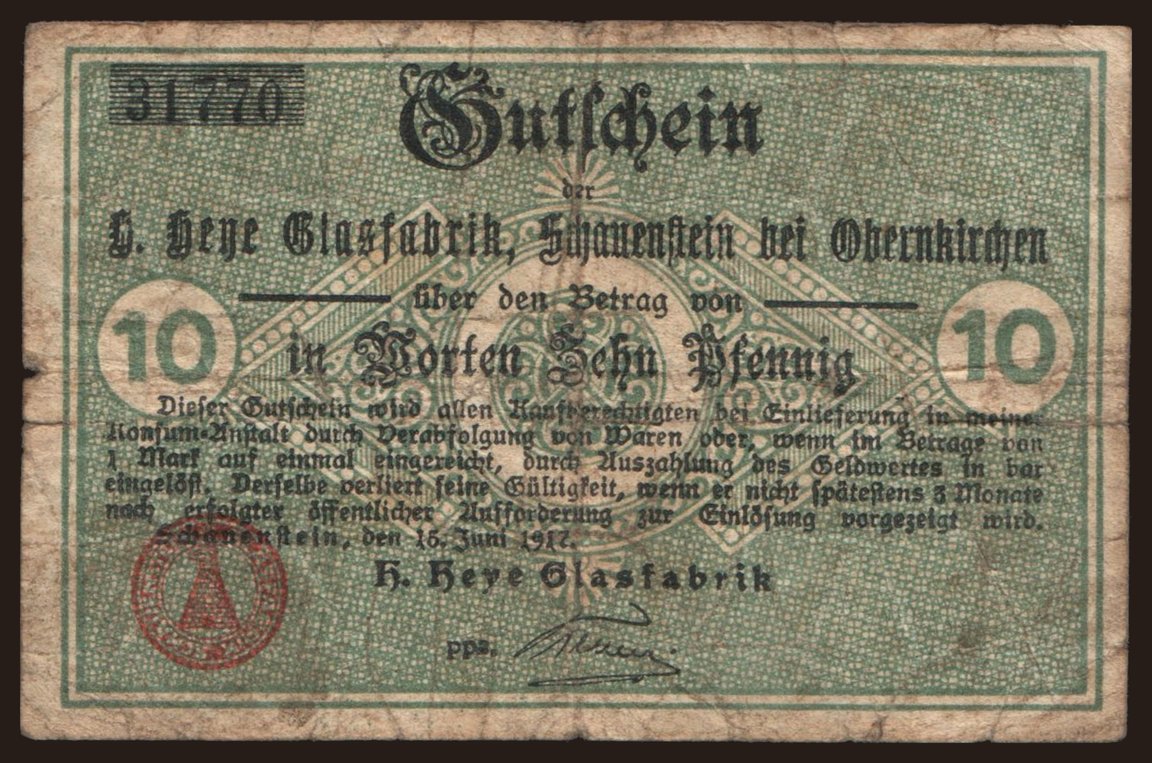 31770
Gutschein
der
H. Heye Glasfabrik, Schauenstein bei Obernkirchen
über den Betrag von
10 in Worten Zehn Pfennig 10
Dieser Gutschein wird allen Kaufberechtigten bei Einlieferung in meiner
Konsum-Anstalt durch Verabfolgung von Waren oder, wenn im Betrage von
1 Mark auf einmal eingereicht, durch Auszahlung des Geldwertes in bar
eingelöst. Derselbe verliert seine Gültigkeit, wenn er nicht spätestens 3 Monate
nach erfolgter öffentlicher Aufforderung zur Einlösung vorgezeigt wird.
Schauenstein, den 15. Juni 1917.
H. Heye Glasfabrik
ppa.